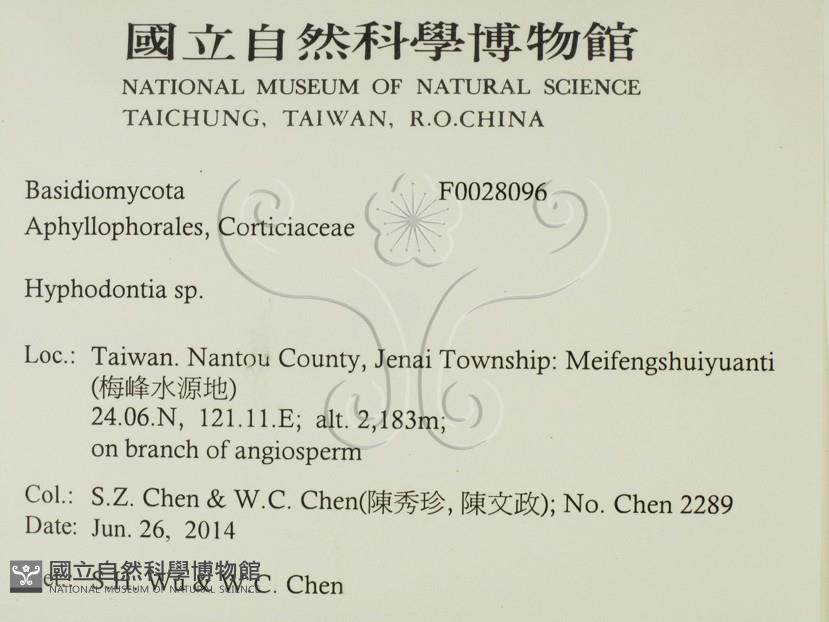 國立自然科學博物館
NATIONAL MUSEUM OF NATURAL SCIENCE
TAICHUNG, TAIWAN, R.O.CHINA
Basidiomycota F0028096
Aphyllophorales, Corticiaceae
Hyphodontia sp.
Loc.: Taiwan. Nantou County, Jenai Township: Meifengshuiyuanti
(梅峰水源地)
24.06.N, 121.11.E; alt. 2,183m;
on branch of angiosperm
Col.: S.Z. Chen & W.C. Chen(陳秀珍, 陳文政); No. Chen 2289
Date: Jun. 26, 2014
S.H. Wu & W.C. Chen
國立自然科學博物館
NATIONAL MUSEUM OF NATURAL SCIENCE